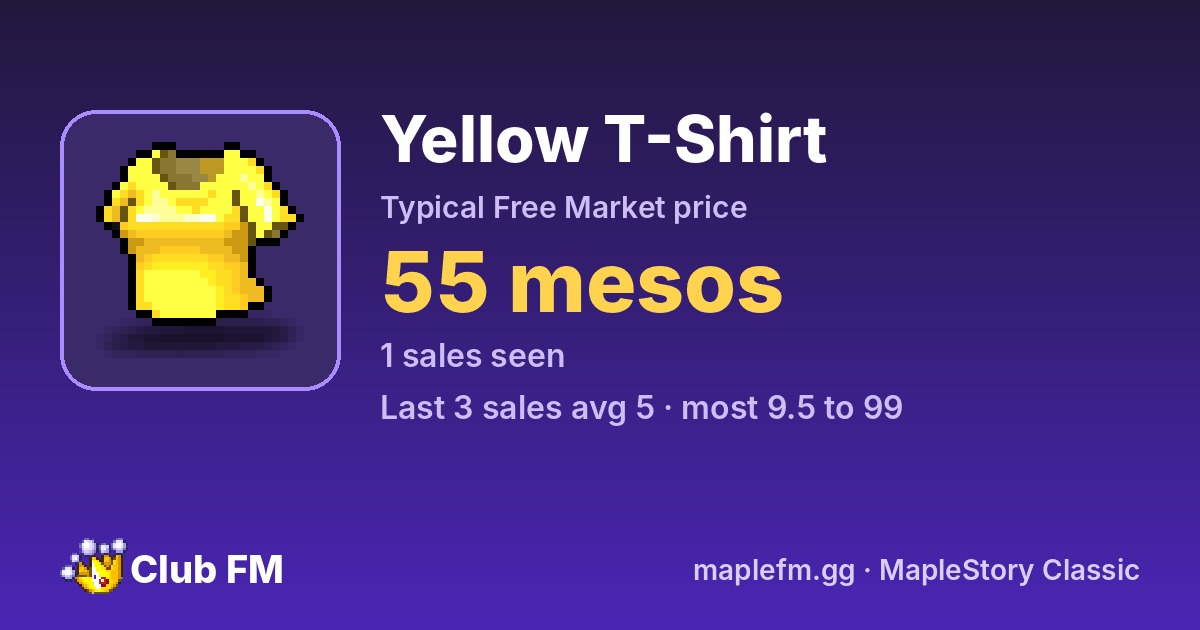 Yellow T-Shirt
Typical Free Market price
55 mesos
1 sales seen
Last 3 sales avg 5 · most 9.5 to 99
Club FM
maplefm.gg · MapleStory Classic